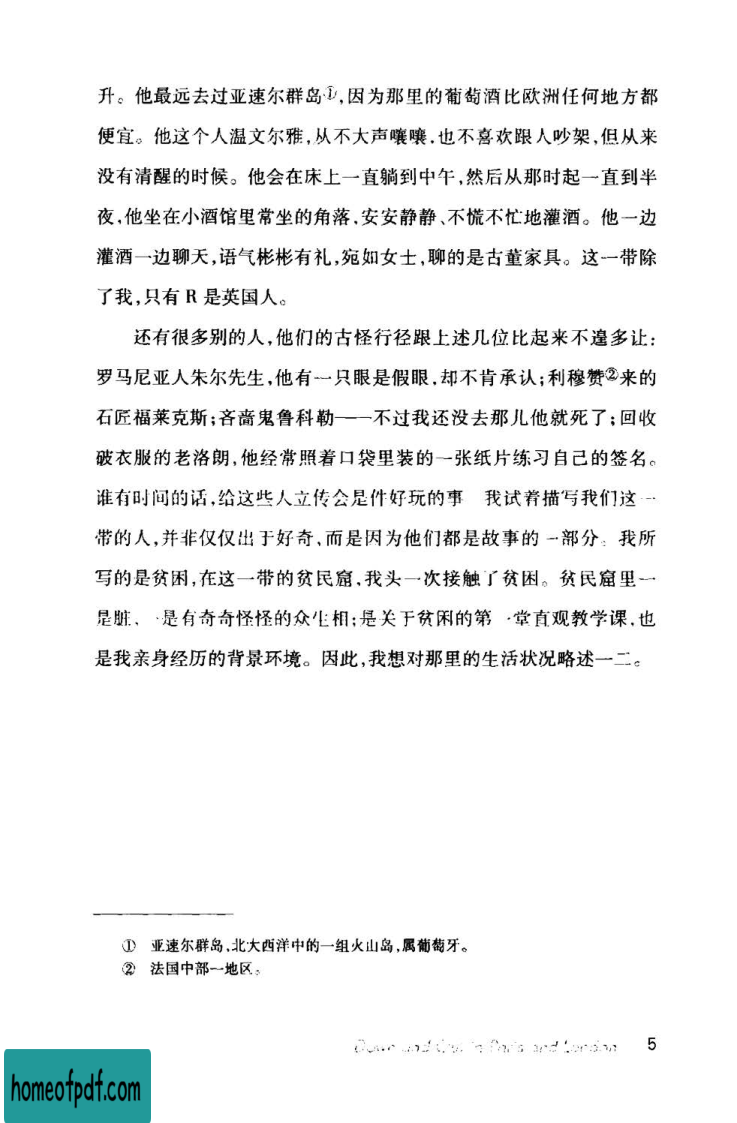 升。他最远去过亚速尔群岛①,因为那里的葡萄酒比欧洲任何地方都
便宜。他这个人温文尔雅,从不大声嚷嚷,也不喜欢跟人吵架,但从来
没有清醒的时候。他会在床上一直躺到中午,然后从那时起一直到半
夜,他坐在小酒馆里常坐的角落,安安静静、不慌不忙地灌酒。他一边
灌酒一边聊天,语气彬彬有礼,宛如女士,聊的是古董家具。这一带除
了我,只有 R 是英国人。
还有很多别的人,他们的古怪行径跟上述几位比起来不遑多让:
罗马尼亚人朱尔先生,他有一只眼是假眼,却不肯承认;利穆赞②来的
石匠福莱克斯;吝啬鬼鲁科勒——不过我还没去那儿他就死了;回收
破衣服的老洛朗,他经常照着口袋里装的一张纸片练习自己的签名。
谁有时间的话,给这些人立传会是件好玩的事 我试着描写我们这一
带的人,并非仅仅出于好奇,而是因为他们都是故事的一部分。我所
写的是贫困,在这一带的贫民窟,我头一次接触了贫困。贫民窟里一
是脏、一是有奇奇怪怪的众生相;是关于贫困的第一堂直观教学课,也
是我亲身经历的背景环境。因此,我想对那里的生活状况略述一二。
① 亚速尔群岛,北大西洋中的一组火山岛,属葡萄牙。
② 法国中部一地区。
Down and Out in Paris and London 5
homeofpdf.com